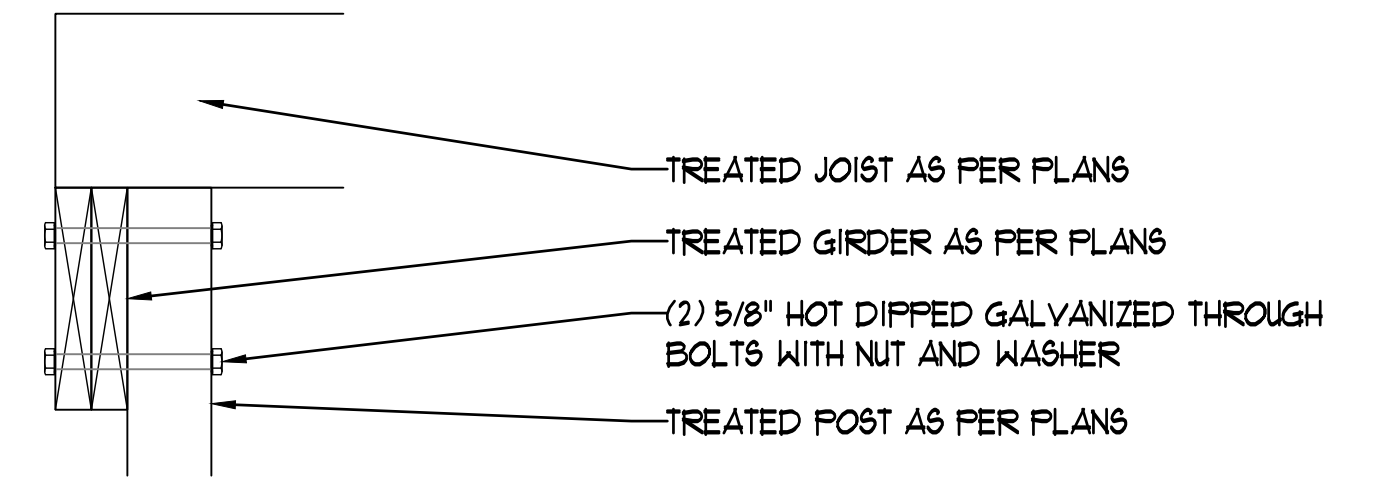 TREATED JOIST AS PER PLANS
TREATED GIRDER AS PER PLANS
(2) 5/8" HOT DIPPED GALVANIZED THROUGH
BOLTS WITH NUT AND WASHER
TREATED POST AS PER PLANS